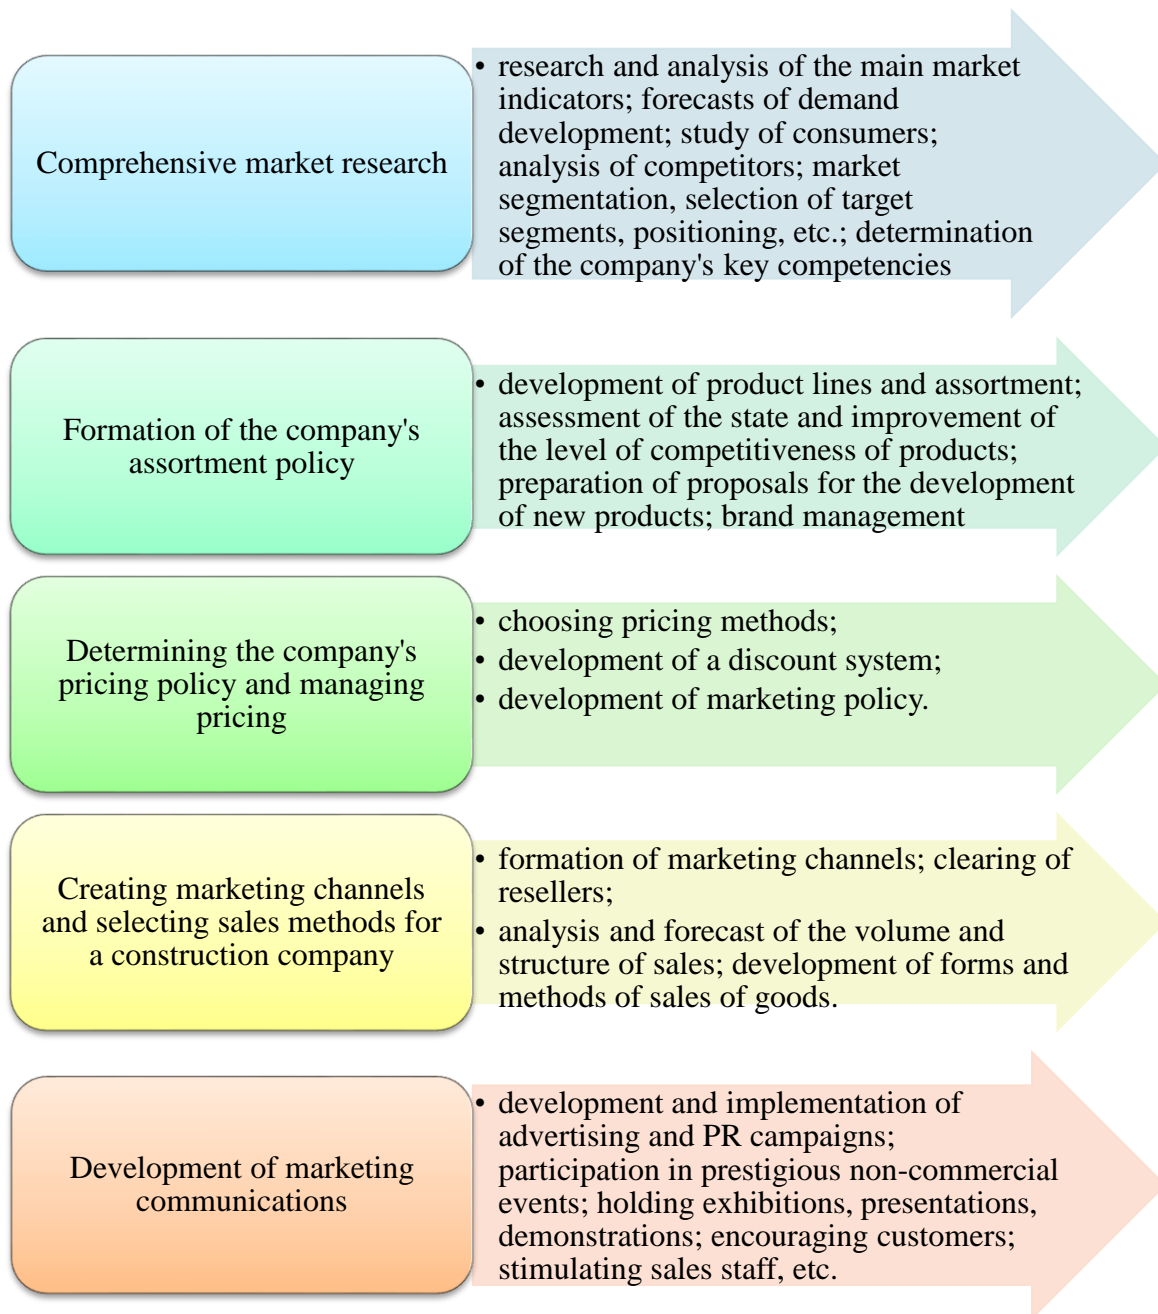 Comprehensive market research
• research and analysis of the main market
indicators; forecasts of demand
development; study of consumers;
analysis of competitors; market
segmentation, selection of target
segments, positioning, etc.; determination
of the company's key competencies
Formation of the company's
assortment policy
• development of product lines and assortment;
assessment of the state and improvement of
the level of competitiveness of products;
preparation of proposals for the development
of new products; brand management
Determining the company's
pricing policy and managing
pricing
• choosing pricing methods;
• development of a discount system;
• development of marketing policy.
Creating marketing channels
and selecting sales methods for
a construction company
• formation of marketing channels; clearing of
resellers;
• analysis and forecast of the volume and
structure of sales; development of forms and
methods of sales of goods.
Development of marketing
communications
• development and implementation of
advertising and PR campaigns;
participation in prestigious non-commercial
events; holding exhibitions, presentations,
demonstrations; encouraging customers;
stimulating sales staff, etc.